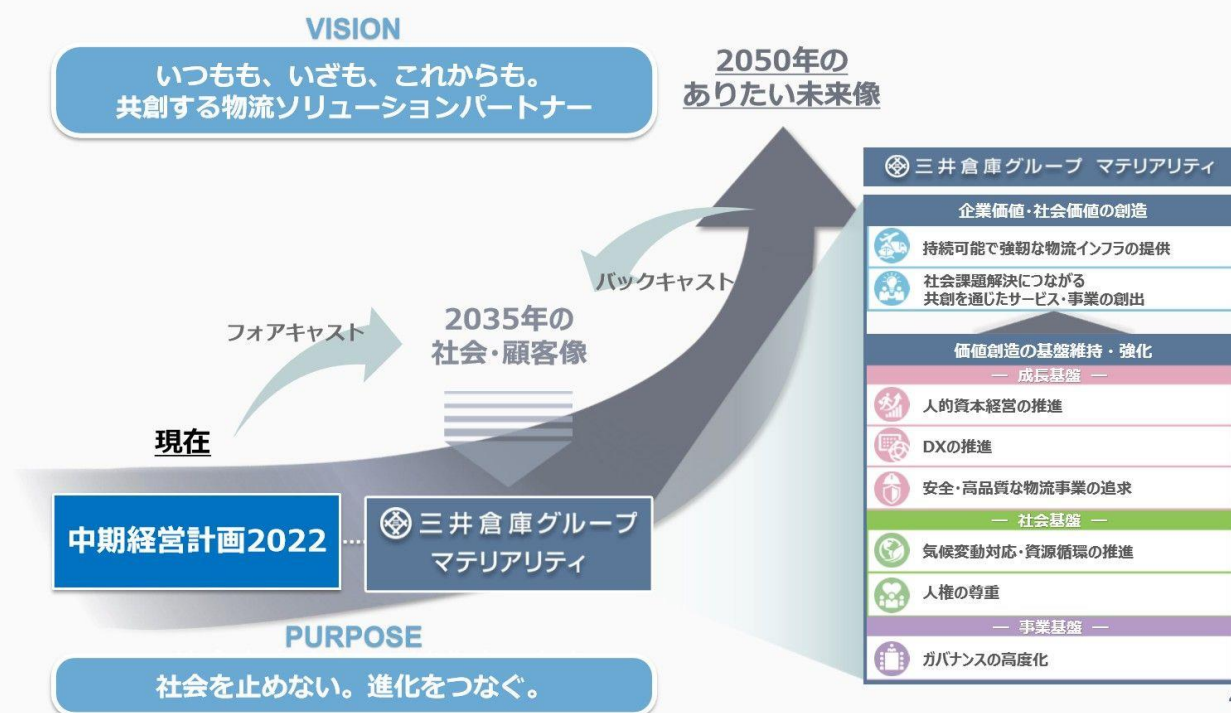 VISION
いつもも、いざも、これからも。
共創する物流ソリューションパートナー
2050年の
ありたい未来像
バックキャスト
フォアキャスト
2035年の
社会・顧客像
現在
中期経営計画2022
三井倉庫グループ
マテリアリティ
PURPOSE
社会を止めない。進化をつなぐ。
三井倉庫グループ マテリアリティ
企業価値・社会価値の創造
持続可能で強靭な物流インフラの提供
社会課題解決につながる
共創を通じたサービス・事業の創出
価値創造の基盤維持・強化
― 成長基盤 ―
人的資本経営の推進
DXの推進
安全・高品質な物流事業の追求
― 社会基盤 ―
気候変動対応・資源循環の推進
人権の尊重
― 事業基盤 ―
ガバナンスの高度化